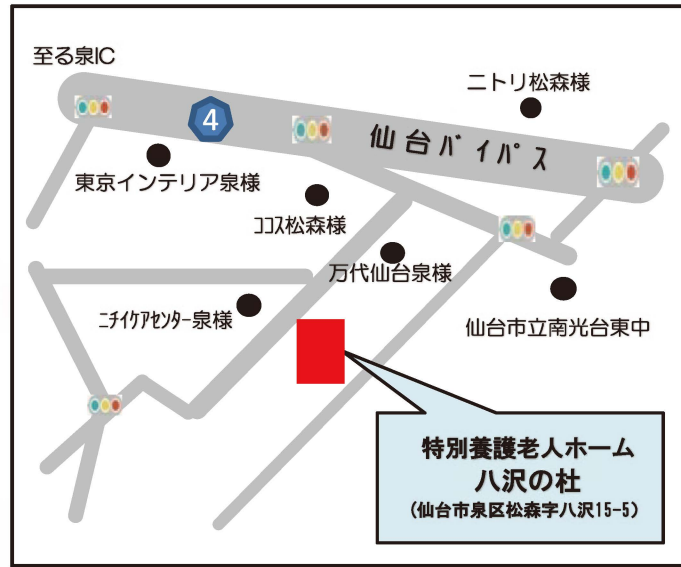 至る泉IC
4
仙台バイパス
ニトリ松森様
東京インテリア泉様
ココス松森様
万代仙台泉様
ニチイケアセンター泉様
仙台市立南光台東中
特別養護老人ホーム
八沢の杜
(仙台市泉区松森字八沢15-5)